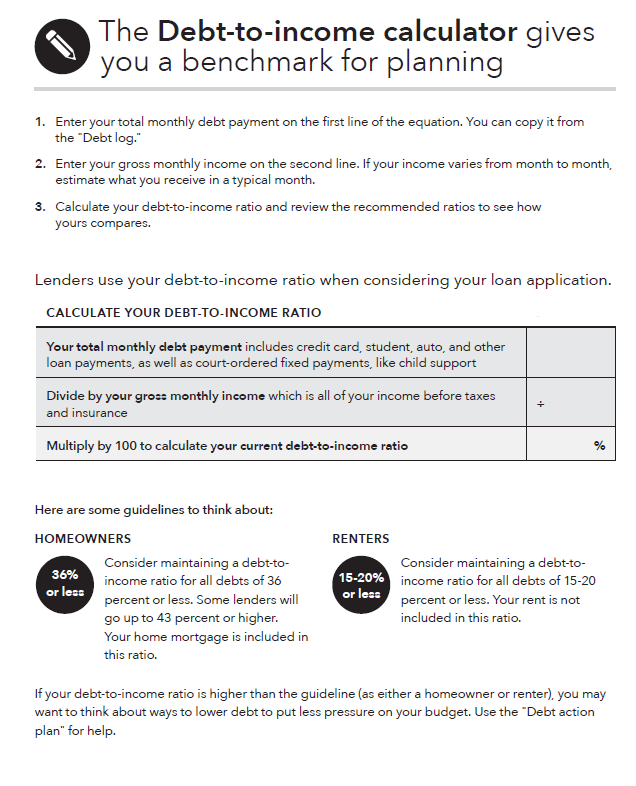 The Debt-to-income calculator gives
you a benchmark for planning
1. Enter your total monthly debt payment on the first line of the equation. You can copy it from
the "Debt log."
2. Enter your gross monthly income on the second line. If your income varies from month to month,
estimate what you receive in a typical month.
3. Calculate your debt-to-income ratio and review the recommended ratios to see how
yours compares.
Lenders use your debt-to-income ratio when considering your loan application.
CALCULATE YOUR DEBT-TO-INCOME RATIO
Your total monthly debt payment includes credit card, student, auto, and other
loan payments, as well as court-ordered fixed payments, like child support
Divide by your gross monthly income which is all of your income before taxes
and insurance
÷
Multiply by 100 to calculate your current debt-to-income ratio
%
Here are some guidelines to think about:
HOMEOWNERS
36%
or less
Consider maintaining a debt-to-
income ratio for all debts of 36
percent or less. Some lenders will
go up to 43 percent or higher.
Your home mortgage is included in
this ratio.
RENTERS
15-20%
or less
Consider maintaining a debt-to-
income ratio for all debts of 15-20
percent or less. Your rent is not
included in this ratio.
If your debt-to-income ratio is higher than the guideline (as either a homeowner or renter), you may
want to think about ways to lower debt to put less pressure on your budget. Use the "Debt action
plan" for help.